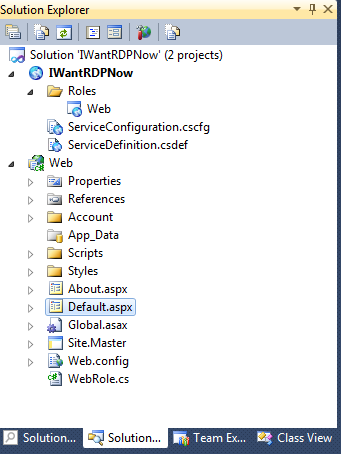 Solution Explorer
Solution 'IWantRDPNow' (2 projects)
IWantRDPNow
Roles
Web
ServiceConfiguration.cscfg
ServiceDefinition.csdef
Web
Properties
References
Account
App_Data
Scripts
Styles
About.aspx
Default.aspx
Global.asax
Site.Master
Web.config
WebRole.cs
Solution... Solution... Team Ex... Class View